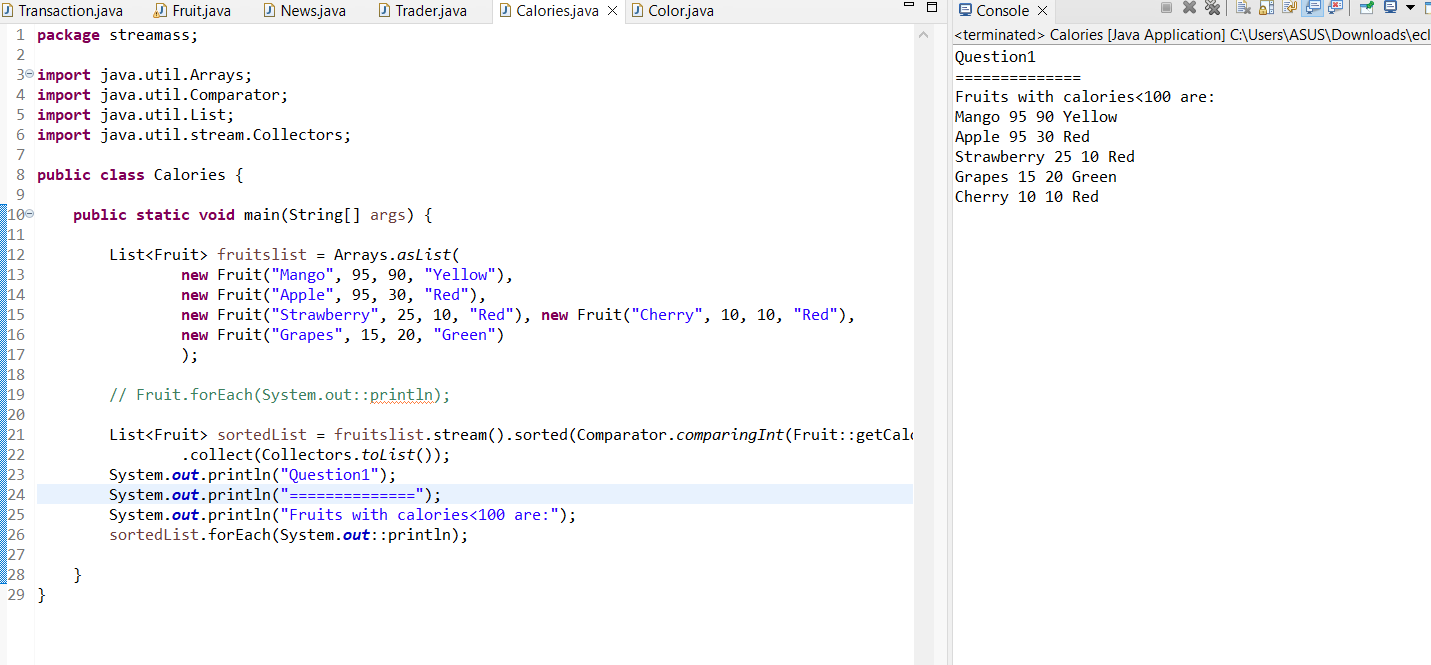 Transaction.java Fruit.java News.java Trader.java Calories.java Color.java
1 package streamass;
2
3 import java.util.Arrays;
4 import java.util.Comparator;
5 import java.util.List;
6 import java.util.stream.Collectors;
7
8 public class Calories {
9
10 public static void main(String[] args) {
11
12 List<Fruit> fruitslist = Arrays.asList(
13 new Fruit("Mango", 95, 90, "Yellow"),
14 new Fruit("Apple", 95, 30, "Red"),
15 new Fruit("Strawberry", 25, 10, "Red"), new Fruit("Cherry", 10, 10, "Red"),
16 new Fruit("Grapes", 15, 20, "Green")
17 );
18
19 // Fruit.forEach(System.out::println);
20
21 List<Fruit> sortedList = fruitslist.stream().sorted(Comparator.comparingInt(Fruit::getCalo
22 .collect(Collectors.toList());
23 System.out.println("Question1");
24 System.out.println("==============");
25 System.out.println("Fruits with calories<100 are:");
26 sortedList.forEach(System.out::println);
27
28 }
29 }
Console
<terminated> Calories [Java Application] C:\Users\ASUS\Downloads\ecl
Question1
==============
Fruits with calories<100 are:
Mango 95 90 Yellow
Apple 95 30 Red
Strawberry 25 10 Red
Grapes 15 20 Green
Cherry 10 10 Red